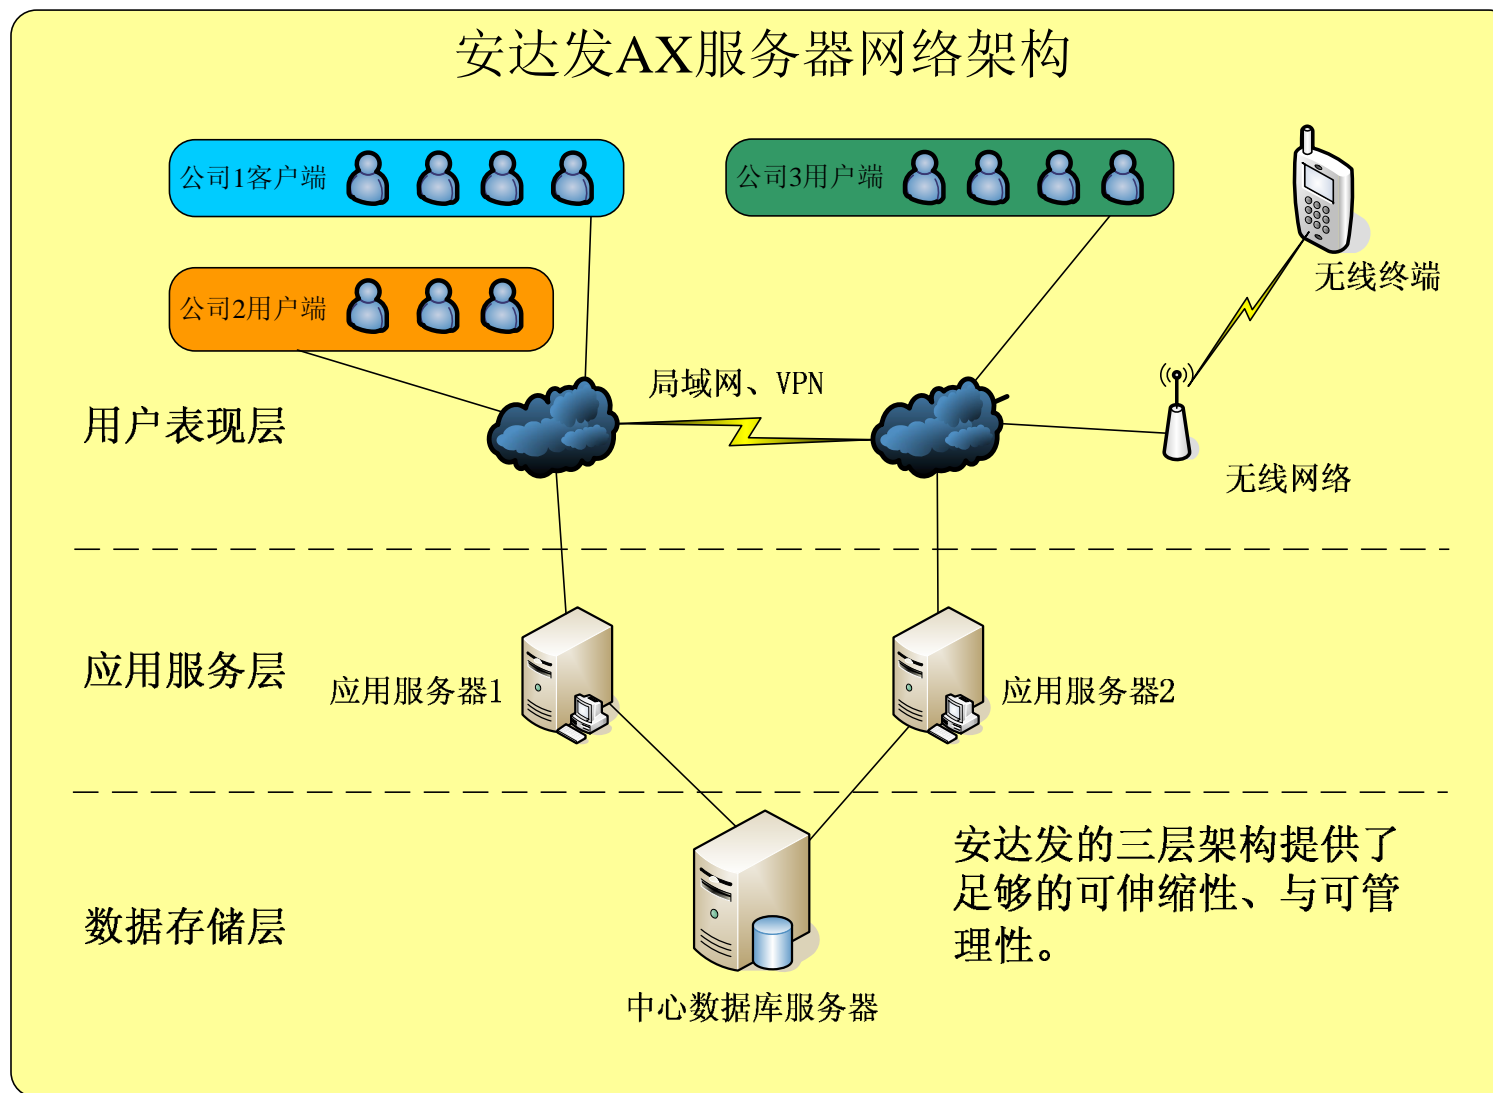 安达发AX服务器网络架构
公司1客户端
公司3用户端
无线终端
公司2用户端
局域网、VPN
用户表现层
无线网络
应用服务层
应用服务器1
应用服务器2
安达发的三层架构提供了
足够的可伸缩性、与可管
理性。
数据存储层
中心数据库服务器